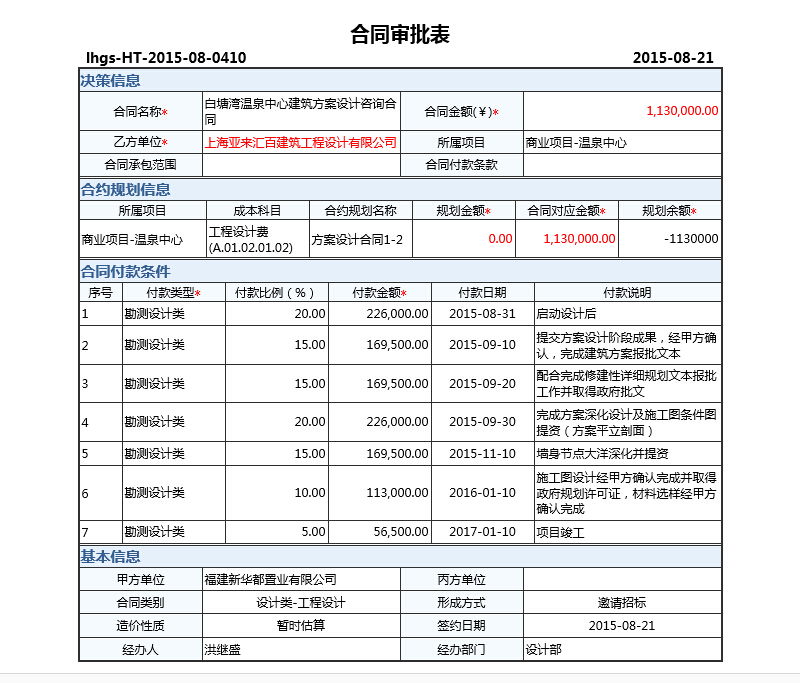 合同审批表
lhgs-HT-2015-08-0410 2015-08-21
决策信息
合同名称* 白塘湾温泉中心建筑方案设计咨询合同 合同金额(￥)* 1,130,000.00
乙方单位* 上海亚来汇百建筑工程设计有限公司 所属项目 商业项目-温泉中心
合同承包范围 合同付款条款
合约规划信息
所属项目 成本科目 合约规划名称 规划金额* 合同对应金额* 规划余额*
商业项目-温泉中心 工程设计费(A.01.02.01.02) 方案设计合同1-2 0.00 1,130,000.00 -1130000
合同付款条件
序号 付款类型* 付款比例（%） 付款金额* 付款日期 付款说明
1 勘测设计类 20.00 226,000.00 2015-08-31 启动设计后
2 勘测设计类 15.00 169,500.00 2015-09-10 提交方案设计阶段成果，经甲方确认，完成建筑方案报批文本
3 勘测设计类 15.00 169,500.00 2015-09-20 配合完成修建性详细规划文本报批工作并取得政府批文
4 勘测设计类 20.00 226,000.00 2015-09-30 完成方案深化设计及施工图条件图提资（方案平立剖面）
5 勘测设计类 15.00 169,500.00 2015-11-10 墙身节点大洋深化并提资
6 勘测设计类 10.00 113,000.00 2016-01-10 施工图设计经甲方确认完成并取得政府规划许可证，材料选样经甲方确认完成
7 勘测设计类 5.00 56,500.00 2017-01-10 项目竣工
基本信息
甲方单位 福建新华都置业有限公司 丙方单位
合同类别 设计类-工程设计 形成方式 邀请招标
造价性质 暂时估算 签约日期 2015-08-21
经办人 洪继盛 经办部门 设计部